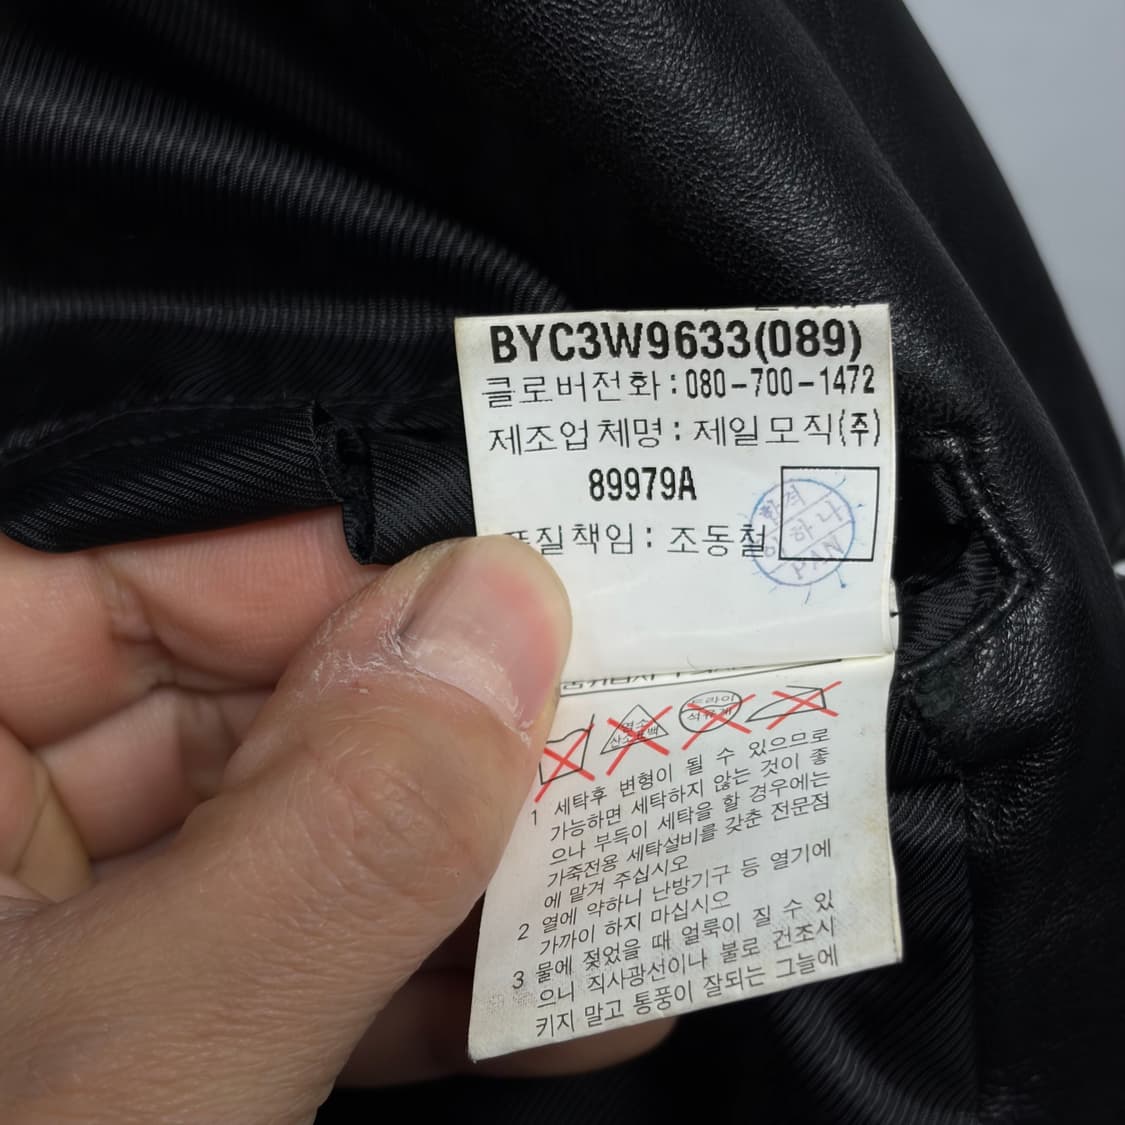 BYC3W9633(089)
클로버전화 : 080-700-1472
제조업체명 : 제일모직(주)
89979A
품질책임 : 조동철
합격
하나
PAN
염소
산소표백
드라이
석유계
1 세탁후 변형이 될 수 있으므로
가능하면 세탁하지 않는 것이 좋
으나 부득이 세탁을 할 경우에는
가죽전용 세탁설비를 갖춘 전문점
에 맡겨 주십시오
2 열에 약하니 난방기구 등 열기에
가까이 하지 마십시오
3 물에 젖었을 때 얼룩이 질 수 있
으니 직사광선이나 불로 건조시
키지 말고 통풍이 잘되는 그늘에